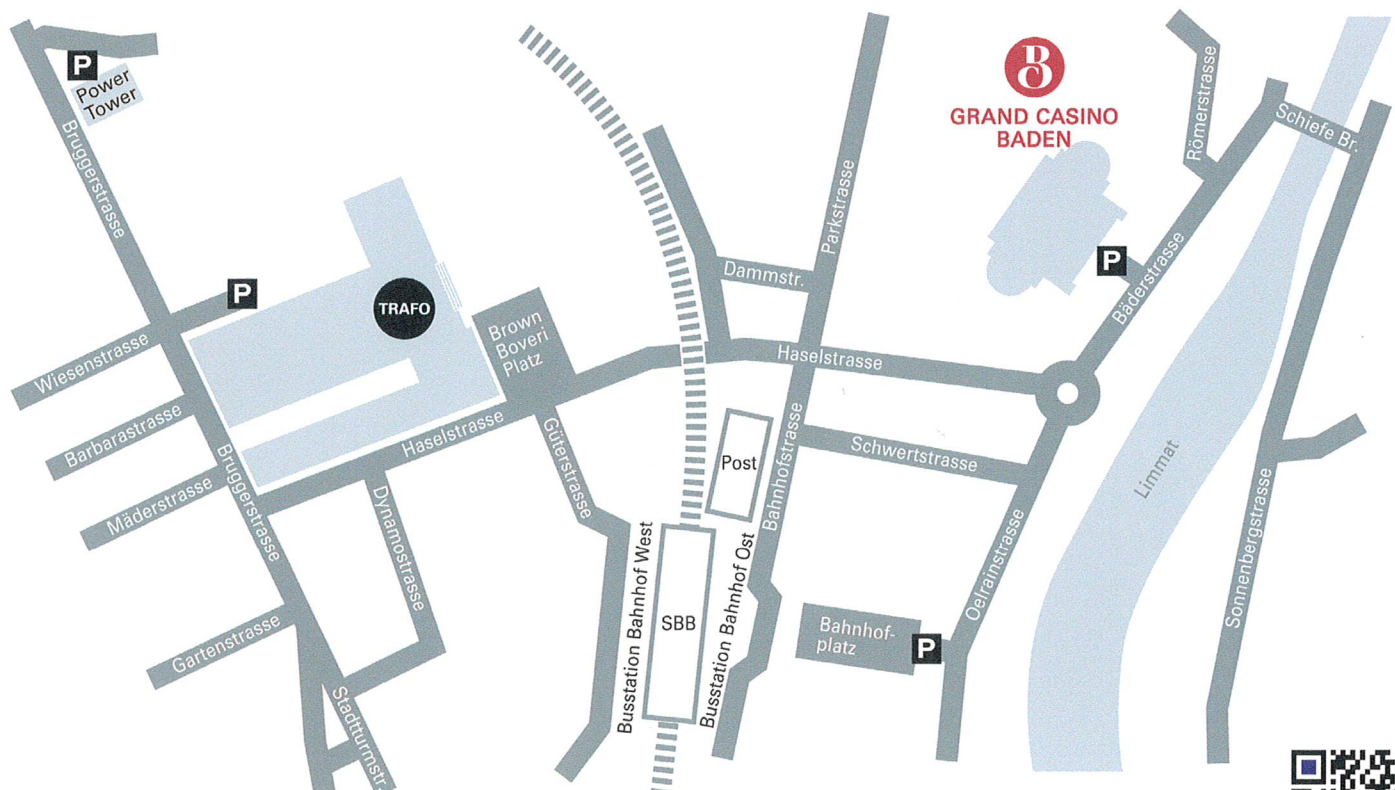 P
Power
Tower
Bruggerstrasse
P
TRAFO
Brown
Boveri
Platz
Wiesenstrasse
Barbarastrasse
Mäderstrasse
Bruggerstrasse
Haselstrasse
Dynamostrasse
Güterstrasse
Gartenstrasse
Stadtturmstr.
Dammstr.
Parkstrasse
Haselstrasse
Post
Bahnhofstrasse
Schwertstrasse
Busstation Bahnhof West
SBB
Busstation Bahnhof Ost
Bahnhof-
platz
P
Oelrainstrasse
GRAND CASINO
BADEN
P
Römerstrasse
Bäderstrasse
Schiefe Br.
Limmat
Sonnenbergstrasse